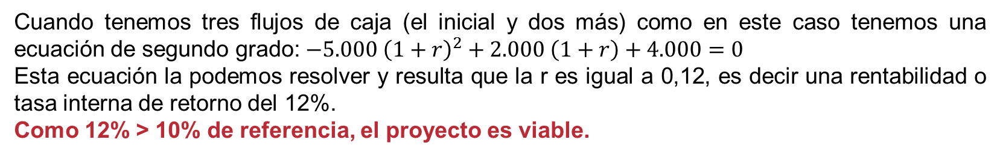 Cuando tenemos tres flujos de caja (el inicial y dos más) como en este caso tenemos una
ecuación de segundo grado: −5.000 (1 + r)² + 2.000 (1 + r) + 4.000 = 0
Esta ecuación la podemos resolver y resulta que la r es igual a 0,12, es decir una rentabilidad o
tasa interna de retorno del 12%.
Como 12% > 10% de referencia, el proyecto es viable.